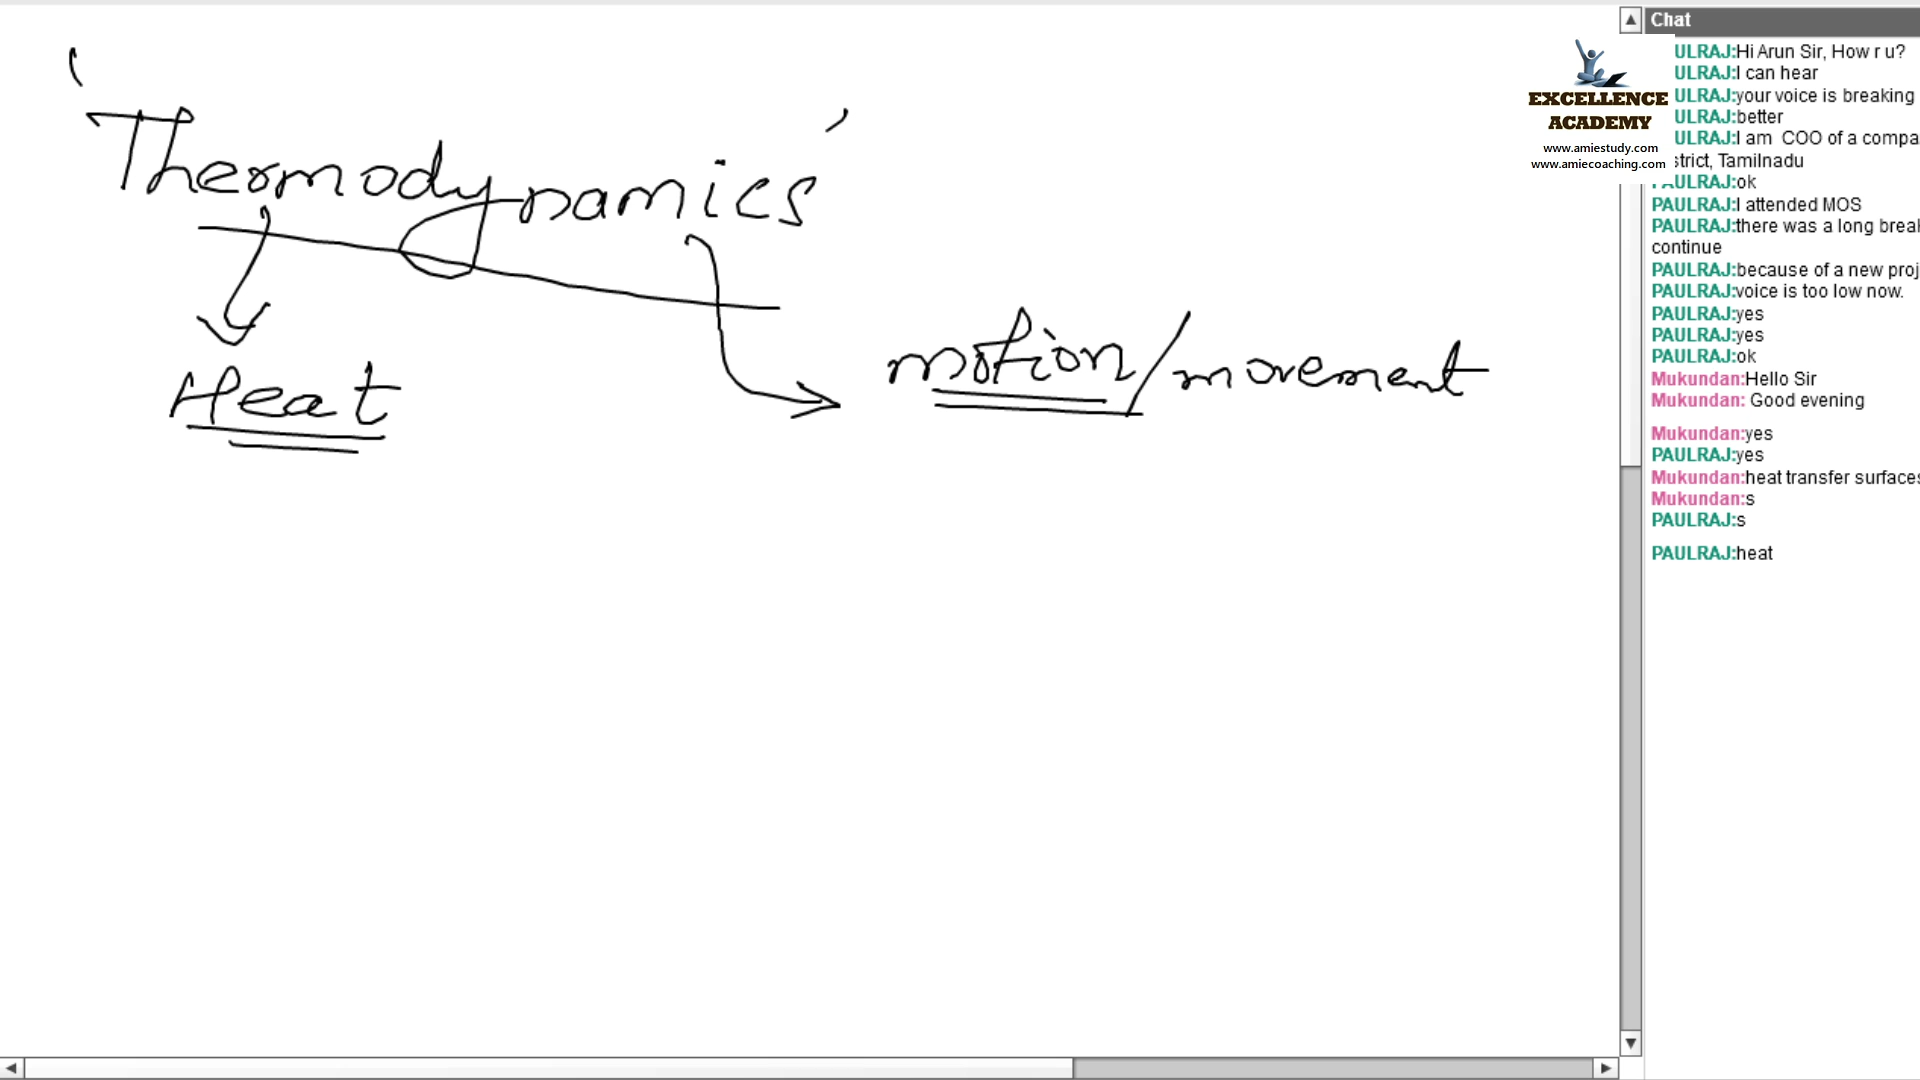 'Thermodynamics'
Heat
motion/movement
EXCELLENCE
ACADEMY
www.amiestudy.com
www.amiecoaching.com
Chat
ULRAJ:Hi Arun Sir, How r u?
ULRAJ:I can hear
ULRAJ:your voice is breaking
ULRAJ:better
ULRAJ:I am COO of a compa
strict, Tamilnadu
PAULRAJ:ok
PAULRAJ:I attended MOS
PAULRAJ:there was a long break
continue
PAULRAJ:because of a new proj
PAULRAJ:voice is too low now.
PAULRAJ:yes
PAULRAJ:yes
PAULRAJ:ok
Mukundan:Hello Sir
Mukundan: Good evening
Mukundan:yes
PAULRAJ:yes
Mukundan:heat transfer surfaces
Mukundan:s
PAULRAJ:s
PAULRAJ:heat